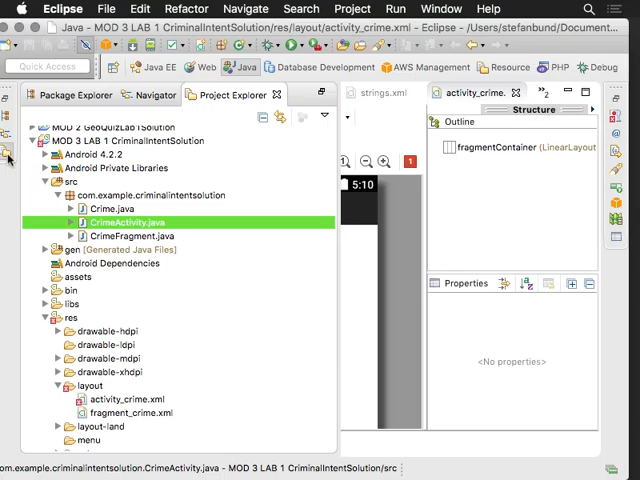 Eclipse File Edit Refactor Navigate Search Project Run Window Help
Java - MOD 3 LAB 1 CriminalIntentSolution/res/layout/activity_crime.xml - Eclipse - /Users/stefanbund/Document...
Quick Access Java EE Web Java Database Development AWS Management Resource PHP Debug
Package Explorer Navigator Project Explorer strings.xml activity_crime. 2
Structure
MOD 2 GeoQuizLab1Solution
Outline
MOD 3 LAB 1 CriminalIntentSolution
fragmentContainer (LinearLayout
Android 4.2.2
1
Android Private Libraries
src
5:10
com.example.criminalintentsolution
Crime.java
CrimeActivity.java
CrimeFragment.java
gen [Generated Java Files]
Android Dependencies
assets
Properties
bin
libs
res
drawable-hdpi
drawable-ldpi
drawable-mdpi
<No properties>
drawable-xhdpi
layout
activity_crime.xml
fragment_crime.xml
layout-land
menu
om.example.criminalintentsolution.CrimeActivity.java - MOD 3 LAB 1 CriminalIntentSolution/src